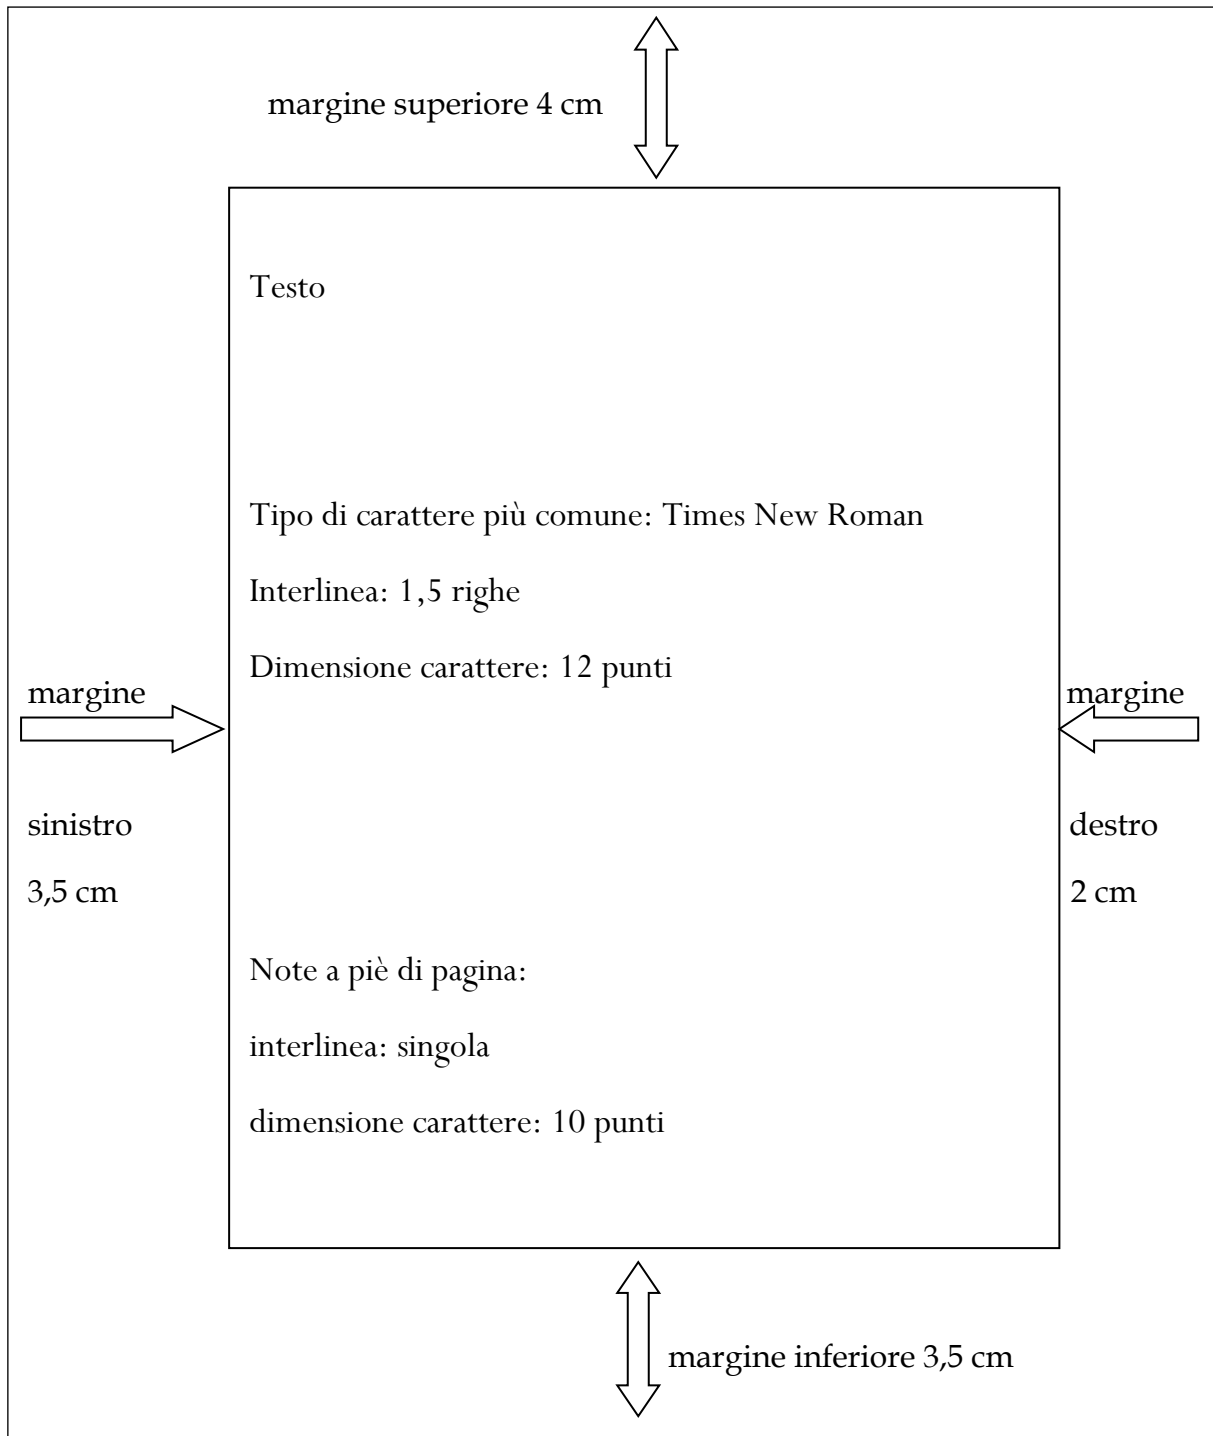 margine superiore 4 cm
Testo
Tipo di carattere più comune: Times New Roman
Interlinea: 1,5 righe
Dimensione carattere: 12 punti
margine
sinistro
3,5 cm
margine
destro
2 cm
Note a piè di pagina:
interlinea: singola
dimensione carattere: 10 punti
margine inferiore 3,5 cm